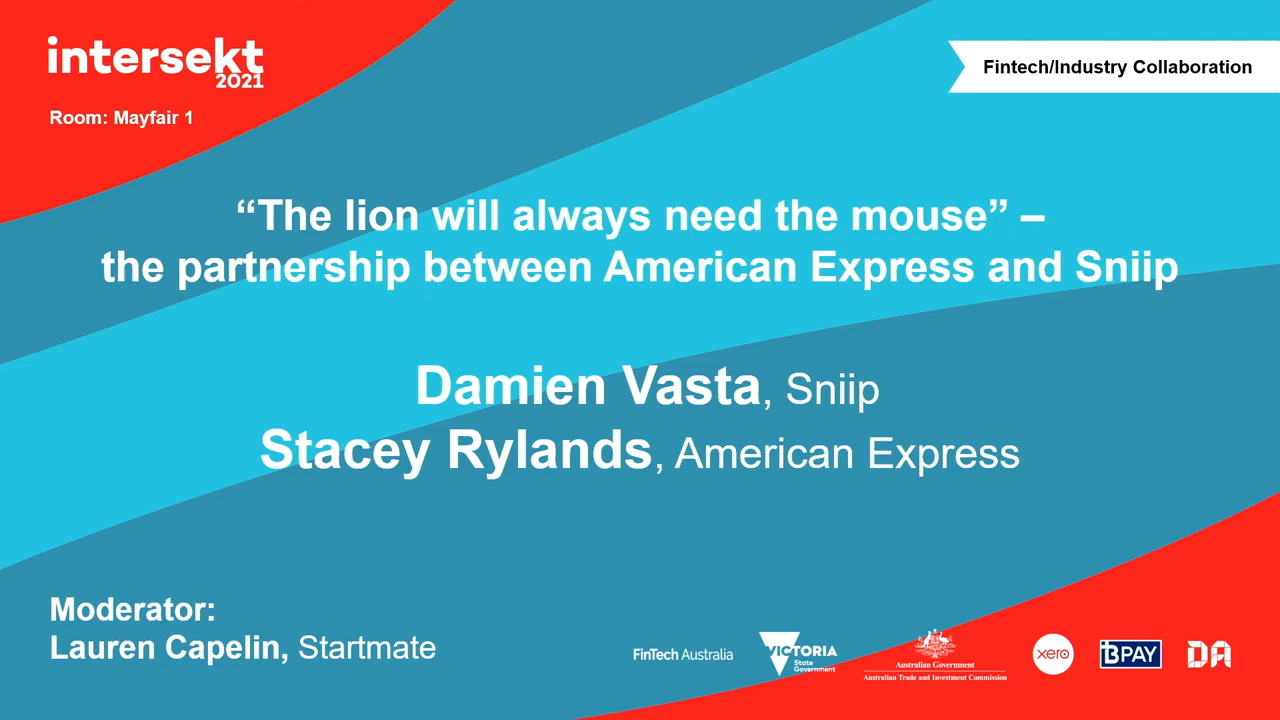 intersekt
2021
Room: Mayfair 1
Fintech/Industry Collaboration
“The lion will always need the mouse” –
the partnership between American Express and Sniip
Damien Vasta, Sniip
Stacey Rylands, American Express
Moderator:
Lauren Capelin, Startmate
FinTech Australia
VICTORIA
State
Government
Australian Government
Australian Trade and Investment Commission
xero
BPAY
DA